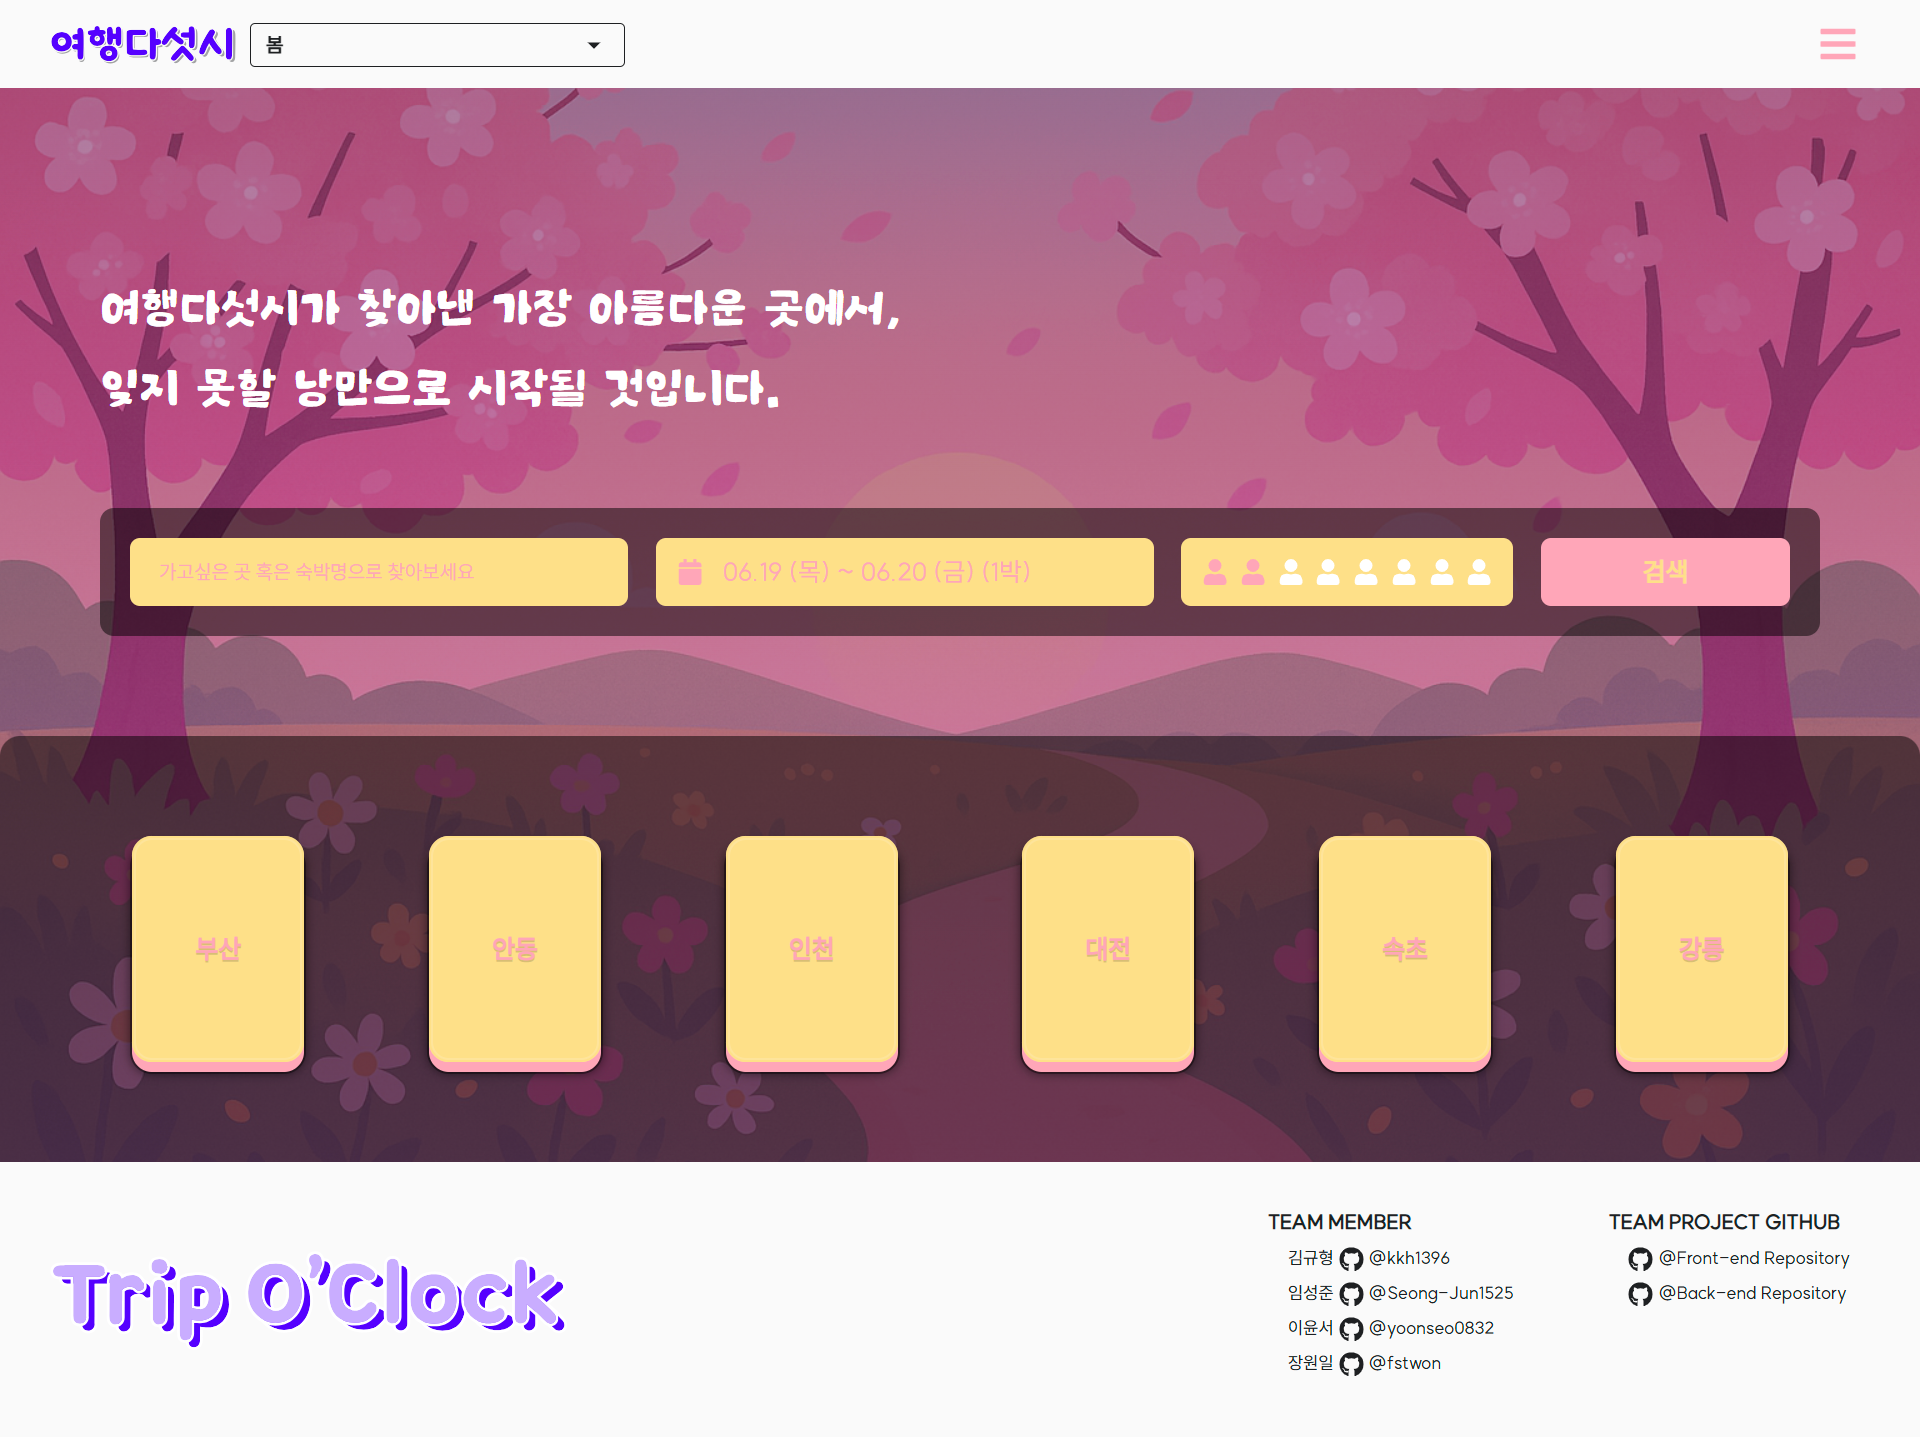 여행다섯시
봄
여행다섯시가 찾아낸 가장 아름다운 곳에서,
잊지 못할 낭만으로 시작될 것입니다.
가고싶은 곳 혹은 숙박명으로 찾아보세요
06.19 (목) ~ 06.20 (금) (1박)
검색
부산
안동
인천
대전
속초
강릉
Trip O'Clock
TEAM MEMBER
김규형 @kkh1396
임성준 @Seong-Jun1525
이윤서 @yoonseo0832
장원일 @fstwon
TEAM PROJECT GITHUB
@Front-end Repository
@Back-end Repository